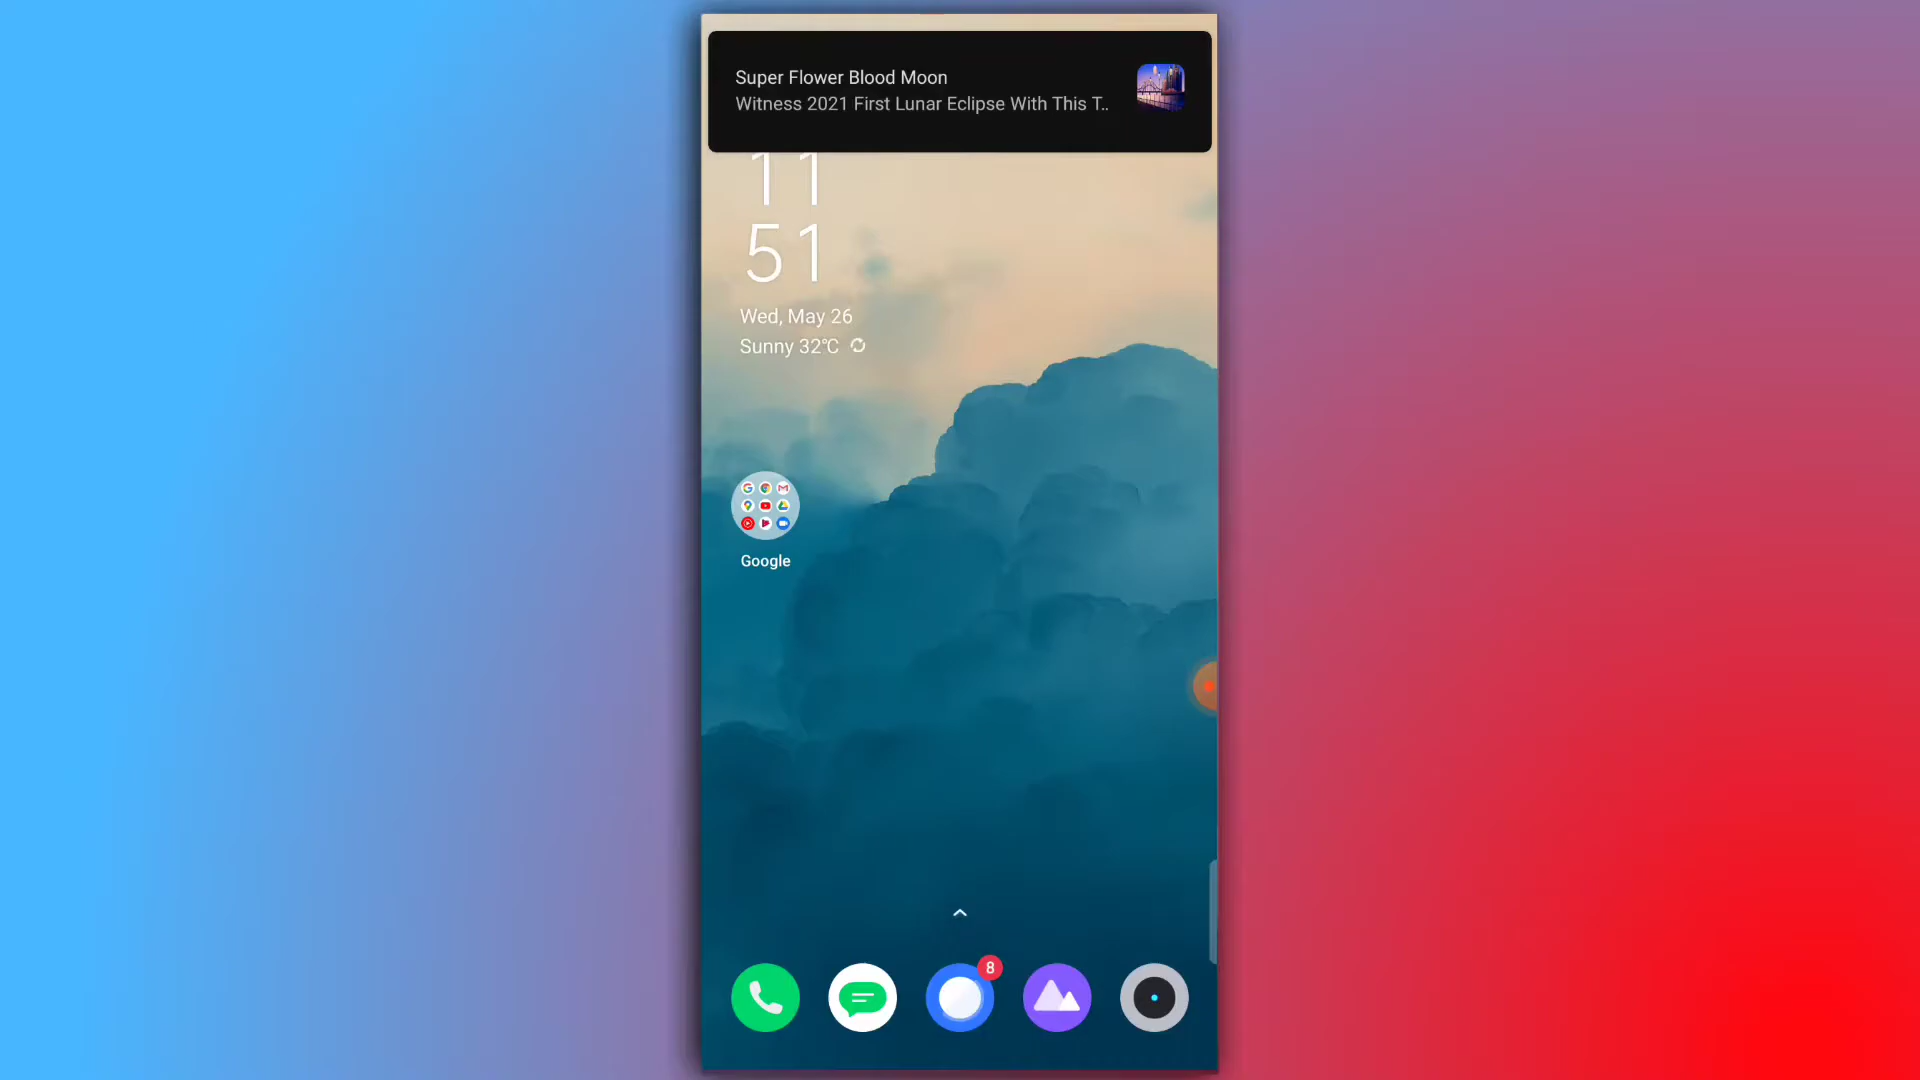 Super Flower Blood Moon
Witness 2021 First Lunar Eclipse With This T..
11
51
Wed, May 26
Sunny 32℃
Google
8